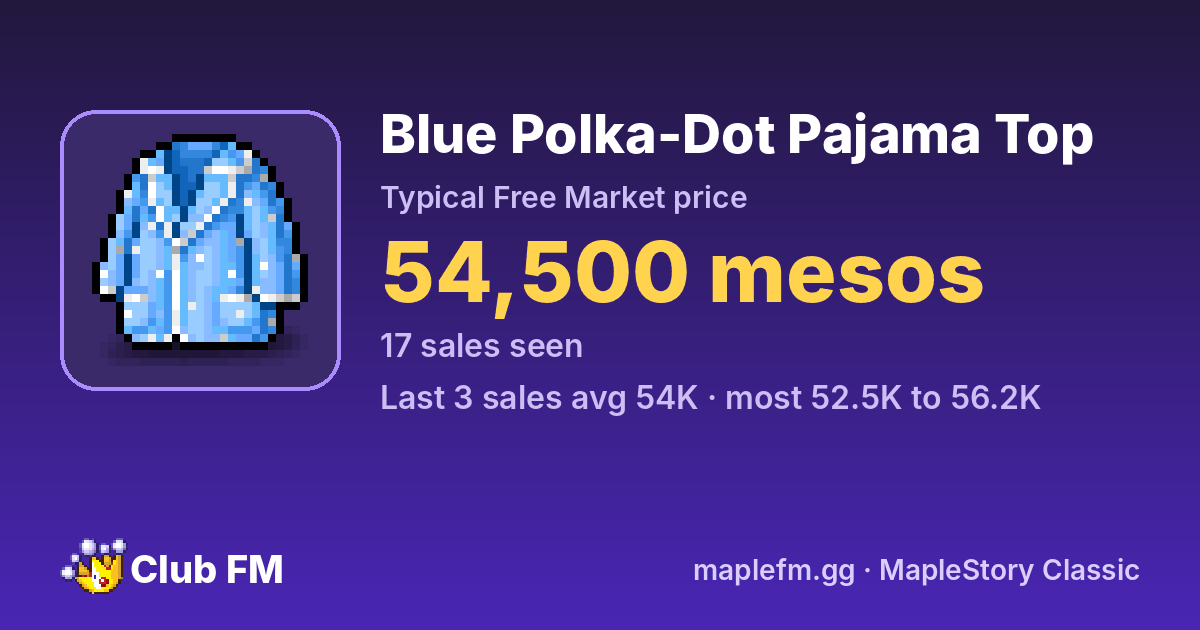 Blue Polka-Dot Pajama Top
Typical Free Market price
54,500 mesos
17 sales seen
Last 3 sales avg 54K · most 52.5K to 56.2K
Club FM
maplefm.gg · MapleStory Classic